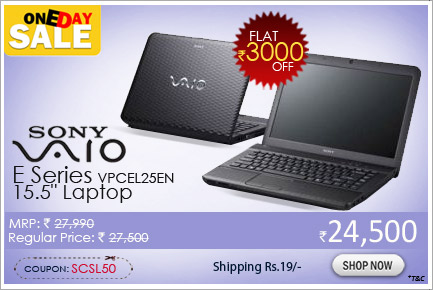 ONE DAY
SALE
FLAT
₹3000
OFF
VAIO
SONY
SONY
VAIO
E Series VPCEL25EN
15.5" Laptop
MRP: ₹ 27,990
Regular Price: ₹ 27,500
₹24,500
COUPON: SCSL50
Shipping Rs.19/-
SHOP NOW
*T&C